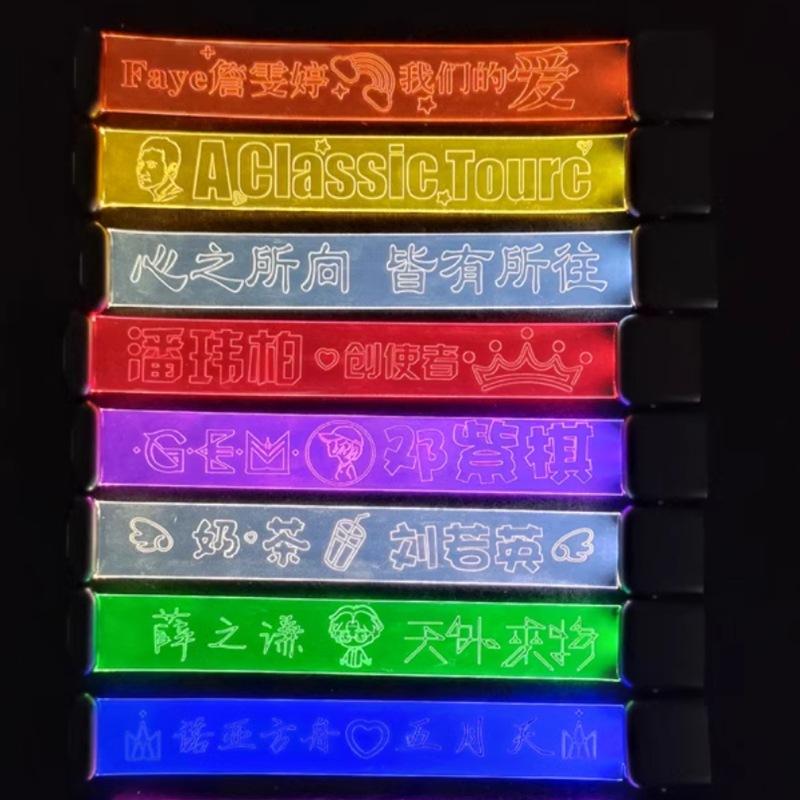 Faye詹雯婷 我们的爱
A Classic Tourc
心之所向 皆有所往
潘玮柏 创使者
G.E.M. 邓紫棋
奶茶 刘若英
薛之谦 天外来物
诺亚方舟 五月天